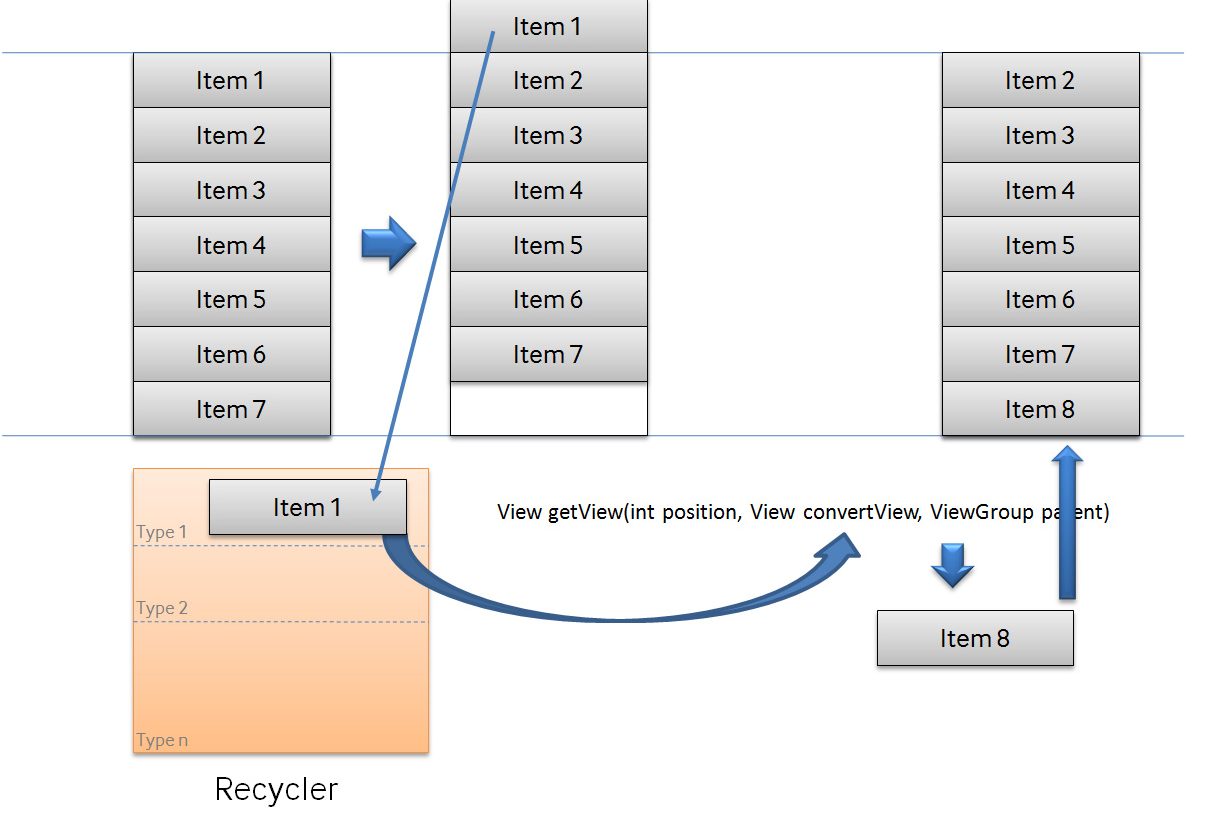 Item 1
Item 1
Item 2
Item 3
Item 4
Item 5
Item 6
Item 7
Item 2
Item 3
Item 4
Item 5
Item 6
Item 7
Item 2
Item 3
Item 4
Item 5
Item 6
Item 7
Item 8
Item 1
Type 1
Type 2
Type n
Recycler
View getView(int position, View convertView, ViewGroup parent)
Item 8